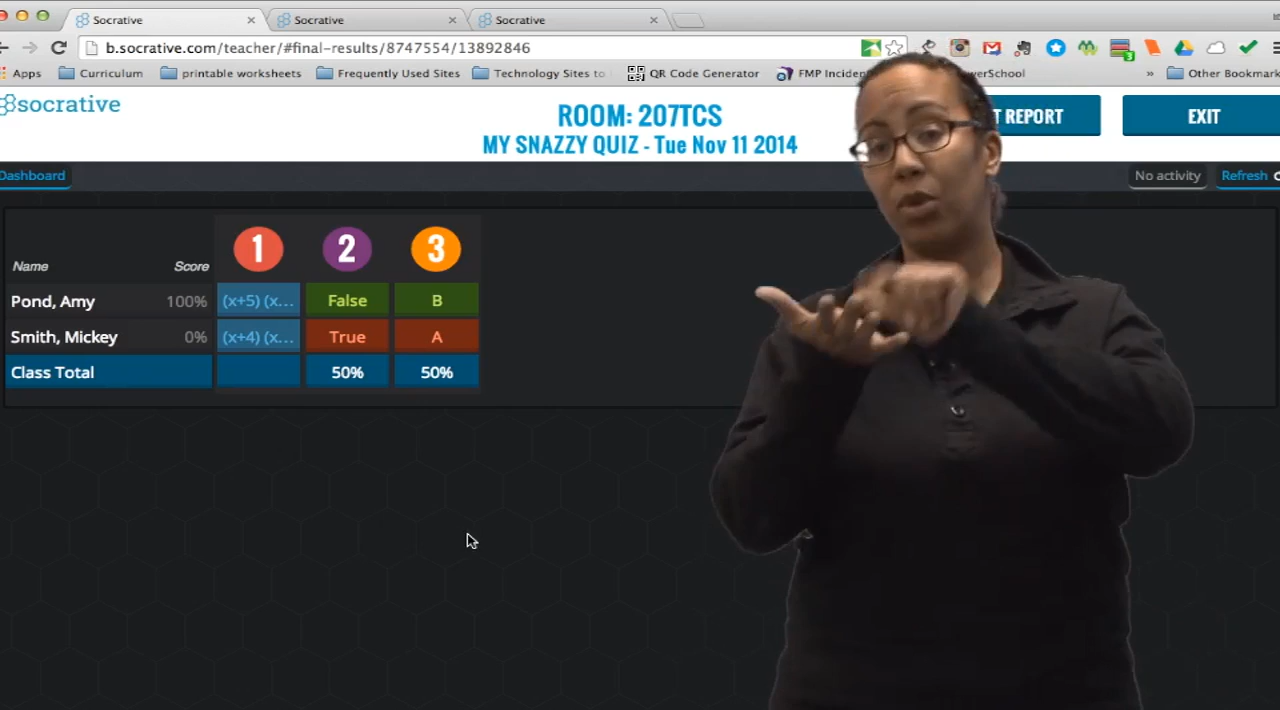 Socrative
Socrative
Socrative
b.socrative.com/teacher/#final-results/8747554/13892846
Apps Curriculum printable worksheets Frequently Used Sites Technology Sites to QR Code Generator FMP Inciden werSchool » Other Bookmark
socrative
ROOM: 207TCS
MY SNAZZY QUIZ - Tue Nov 11 2014
T REPORT
EXIT
Dashboard
No activity
Refresh
Name Score 1 2 3
Pond, Amy 100% (x+5) (x... False B
Smith, Mickey 0% (x+4) (x... True A
Class Total 50% 50%